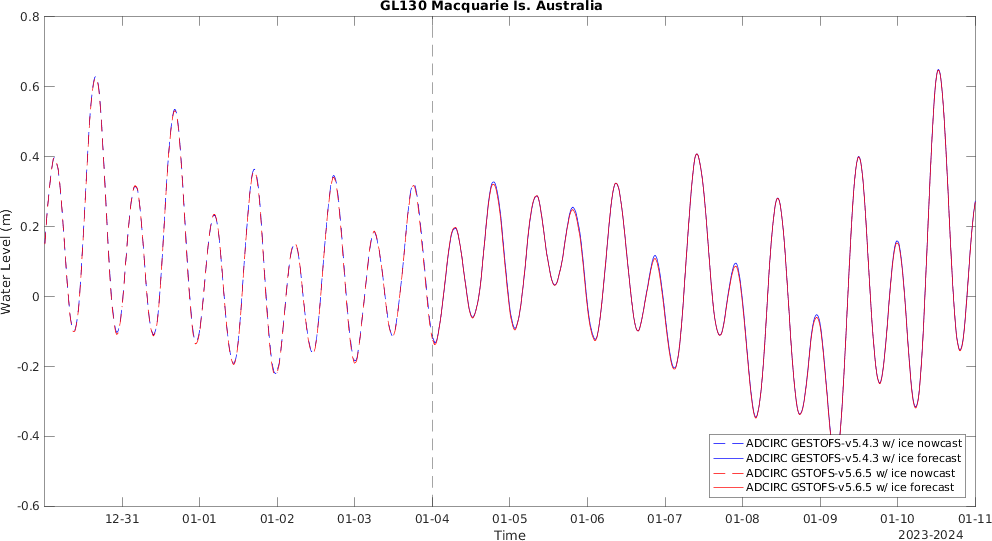 GL130 Macquarie Is. Australia
0.8
0.6
0.4
0.2
0
-0.2
-0.4
-0.6
Water Level (m)
ADCIRC GESTOFS-v5.4.3 w/ ice nowcast
ADCIRC GESTOFS-v5.4.3 w/ ice forecast
ADCIRC GSTOFS-v5.6.5 w/ ice nowcast
ADCIRC GSTOFS-v5.6.5 w/ ice forecast
12-31 01-01 01-02 01-03 01-04 01-05 01-06 01-07 01-08 01-09 01-10 01-11
Time
2023-2024